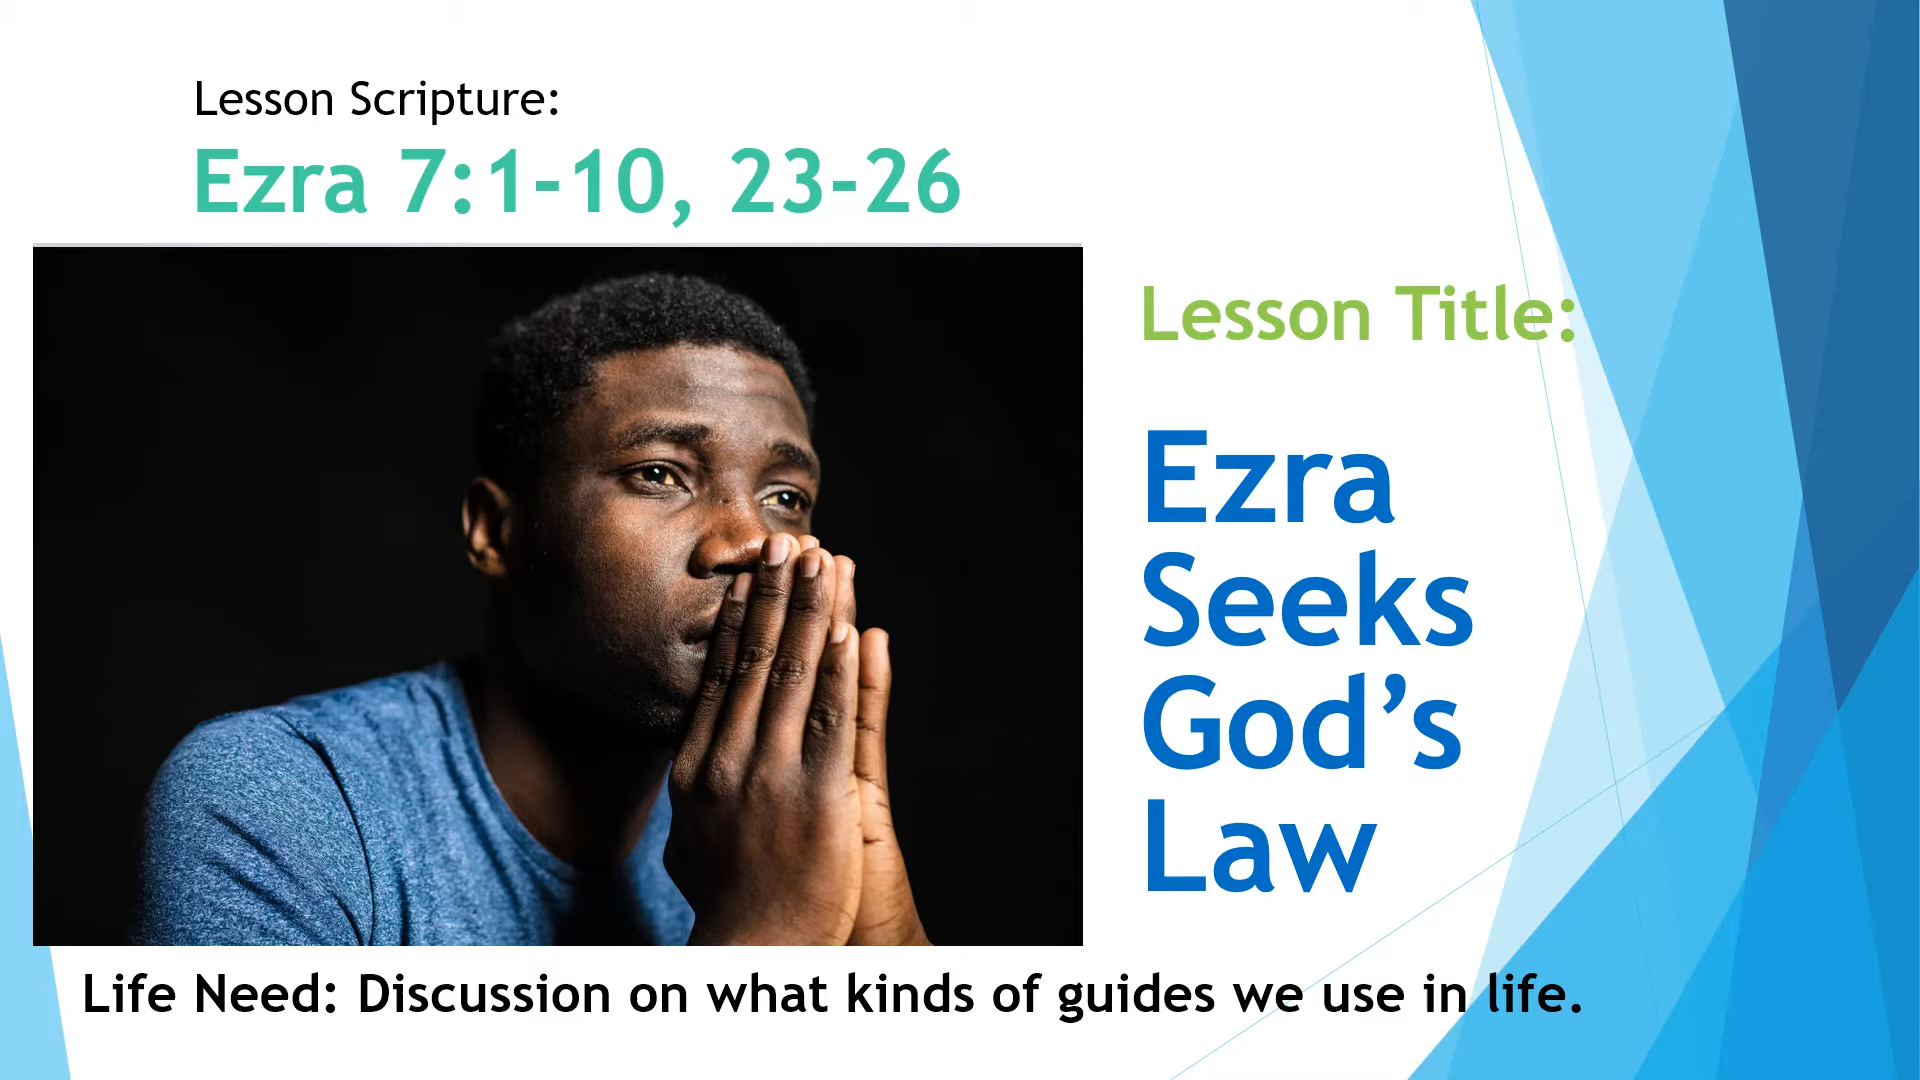 Lesson Scripture:
Ezra 7:1-10, 23-26
Lesson Title:
Ezra
Seeks
God’s
Law
Life Need: Discussion on what kinds of guides we use in life.